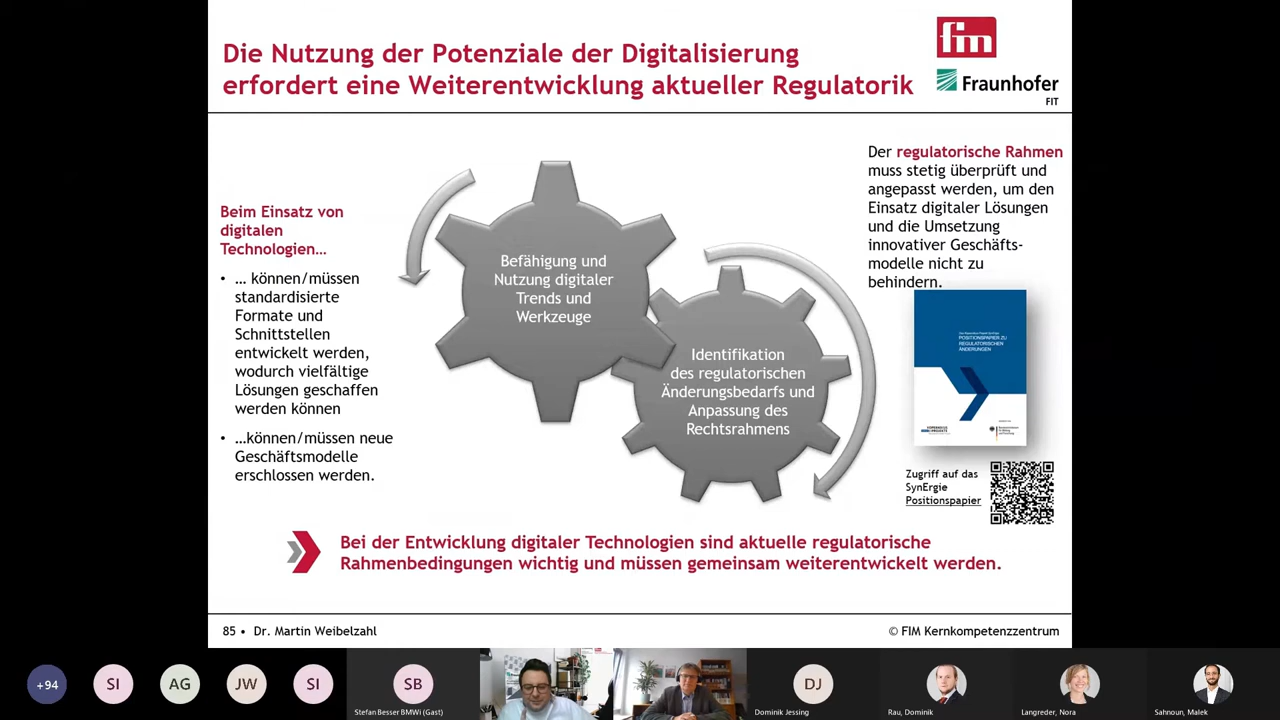 Die Nutzung der Potenziale der Digitalisierung
erfordert eine Weiterentwicklung aktueller Regulatorik
fim
Fraunhofer
FIT
Beim Einsatz von
digitalen
Technologien…
• … können/müssen
standardisierte
Formate und
Schnittstellen
entwickelt werden,
wodurch vielfältige
Lösungen geschaffen
werden können
• …können/müssen neue
Geschäftsmodelle
erschlossen werden.
Befähigung und
Nutzung digitaler
Trends und
Werkzeuge
Identifikation
des regulatorischen
Änderungsbedarfs und
Anpassung des
Rechtsrahmens
Der regulatorische Rahmen
muss stetig überprüft und
angepasst werden, um den
Einsatz digitaler Lösungen
und die Umsetzung
innovativer Geschäfts-
modelle nicht zu
behindern.
POSITIONSPAPIER ZU
REGULATORISCHEN
ÄNDERUNGEN
Zugriff auf das
SynErgie
Positionspapier
Bei der Entwicklung digitaler Technologien sind aktuelle regulatorische
Rahmenbedingungen wichtig und müssen gemeinsam weiterentwickelt werden.
85 • Dr. Martin Weibelzahl
© FIM Kernkompetenzzentrum
+94
SI
AG
JW
SI
SB
DJ
Stefan Besser BMWi (Gast)
Dominik Jessing
Rau, Dominik
Langreder, Nora
Sahnoun, Malek